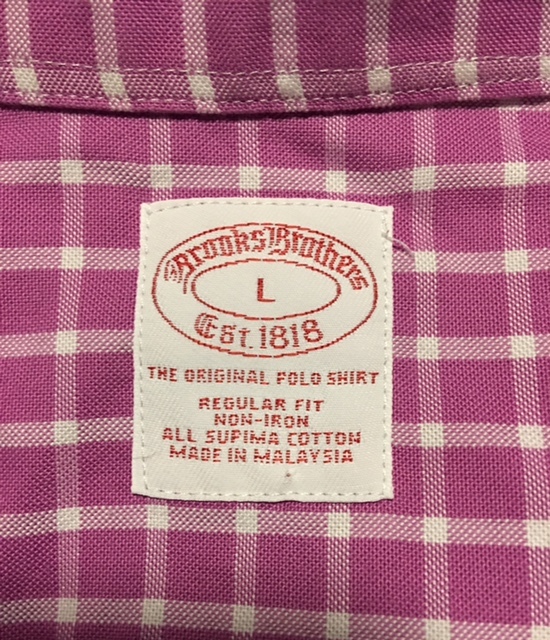 Brooks Brothers
L
Est. 1818
THE ORIGINAL POLO SHIRT
REGULAR FIT
NON-IRON
ALL SUPIMA COTTON
MADE IN MALAYSIA